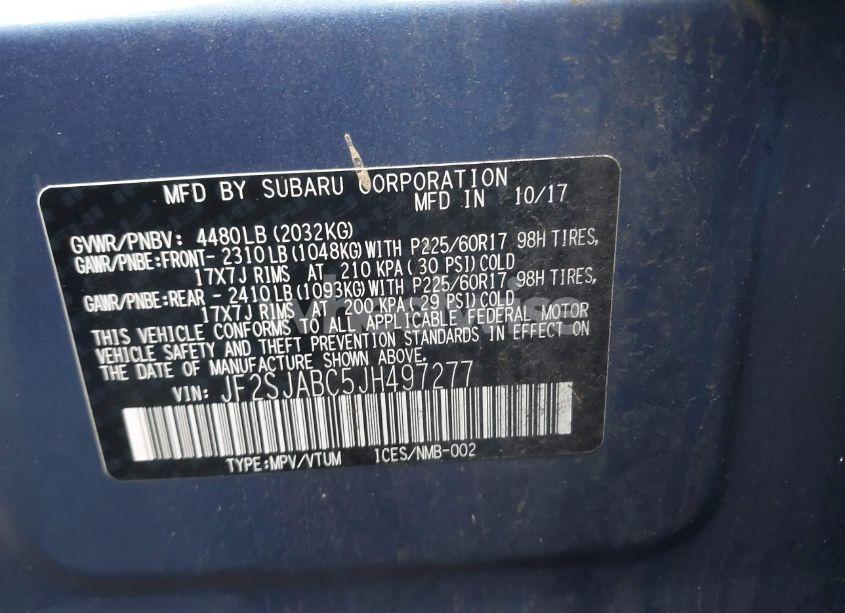 MFD BY SUBARU CORPORATION
MFD IN 10/17
GVWR/PNBV: 4480LB (2032KG)
GAWR/PNBE:FRONT- 2310LB (1048KG) WITH P225/60R17 98H TIRES,
17X7J RIMS AT 210 KPA (30 PSI) COLD
GAWR/PNBE:REAR - 2410LB (1093KG) WITH P225/60R17 98H TIRES,
17X7J RIMS AT 200 KPA (29 PSI) COLD
THIS VEHICLE CONFORMS TO ALL APPLICABLE FEDERAL MOTOR
VEHICLE SAFETY AND THEFT PREVENTION STANDARDS IN EFFECT ON
THE DATE OF MANUFACTURE SHOWN ABOVE.
VIN: JF2SJABC5JH497277
TYPE:MPV/VTUM ICES/NMB-002